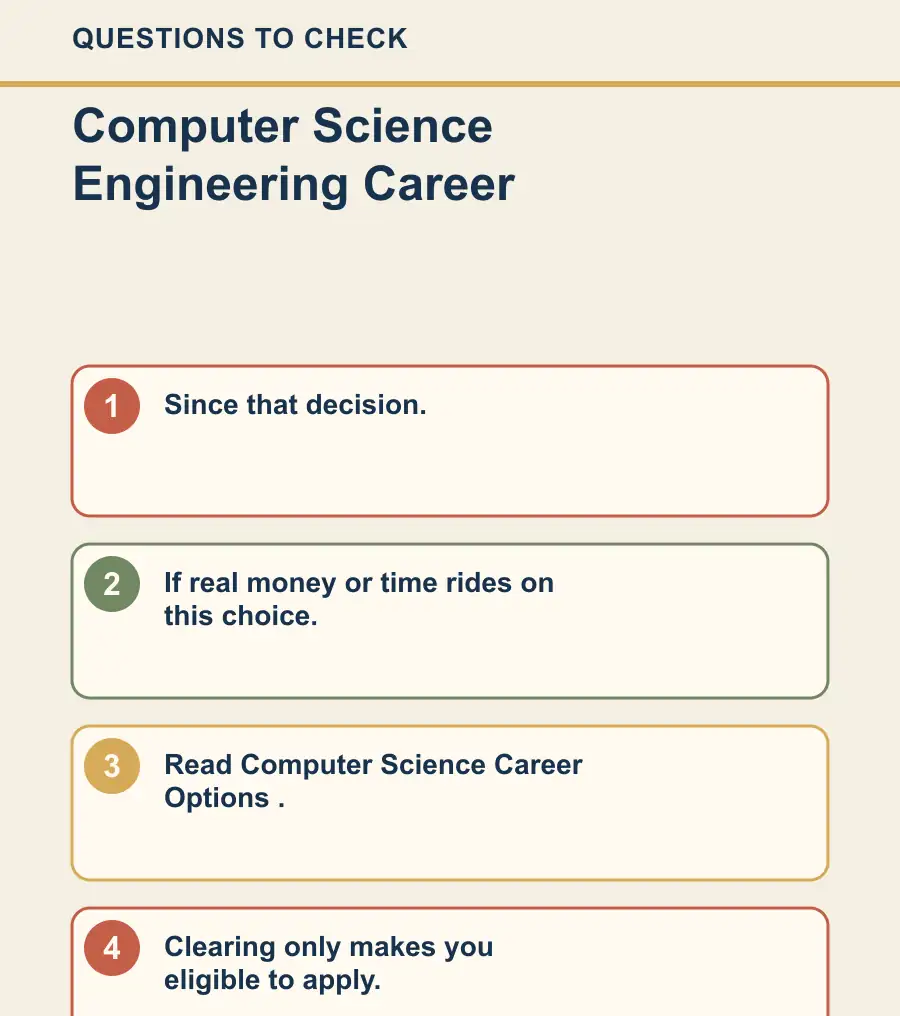 QUESTIONS TO CHECK
Computer Science
Engineering Career
1
Since that decision.
2
If real money or time rides on
this choice.
3
Read Computer Science Career
Options .
4
Clearing only makes you
eligible to apply.